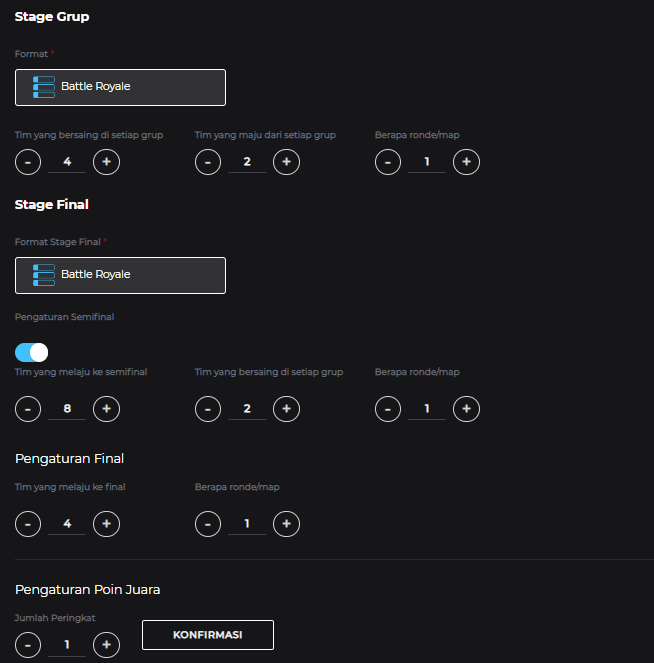 Stage Grup
Format *
Battle Royale
Tim yang bersaing di setiap grup Tim yang maju dari setiap grup Berapa ronde/map
- 4 + - 2 + - 1 +
Stage Final
Format Stage Final *
Battle Royale
Pengaturan Semifinal
Tim yang melaju ke semifinal Tim yang bersaing di setiap grup Berapa ronde/map
- 8 + - 2 + - 1 +
Pengaturan Final
Tim yang melaju ke final Berapa ronde/map
- 4 + - 1 +
Pengaturan Poin Juara
Jumlah Peringkat
- 1 + KONFIRMASI